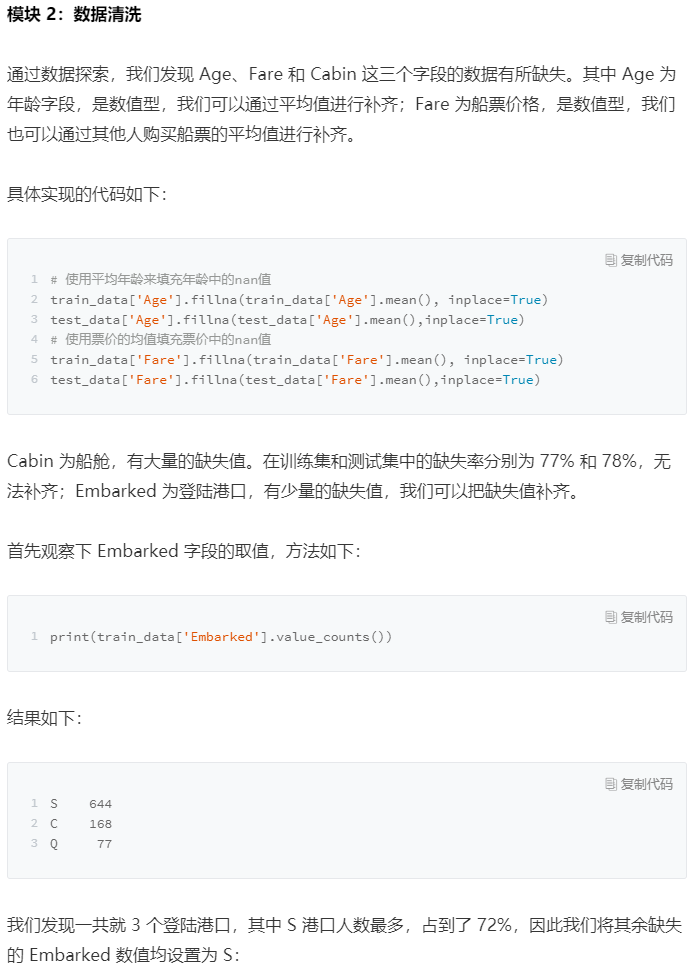 模块 2：数据清洗
通过数据探索，我们发现 Age、Fare 和 Cabin 这三个字段的数据有所缺失。其中 Age 为
年龄字段，是数值型，我们可以通过平均值进行补齐；Fare 为船票价格，是数值型，我们
也可以通过其他人购买船票的平均值进行补齐。
具体实现的代码如下：
复制代码
1 # 使用平均年龄来填充年龄中的nan值
2 train_data['Age'].fillna(train_data['Age'].mean(), inplace=True)
3 test_data['Age'].fillna(test_data['Age'].mean(),inplace=True)
4 # 使用票价的均值填充票价中的nan值
5 train_data['Fare'].fillna(train_data['Fare'].mean(), inplace=True)
6 test_data['Fare'].fillna(test_data['Fare'].mean(),inplace=True)
Cabin 为船舱，有大量的缺失值。在训练集和测试集中的缺失率分别为 77% 和 78%，无
法补齐；Embarked 为登陆港口，有少量的缺失值，我们可以把缺失值补齐。
首先观察下 Embarked 字段的取值，方法如下：
复制代码
1 print(train_data['Embarked'].value_counts())
结果如下：
复制代码
1 S    644
2 C    168
3 Q     77
我们发现一共就 3 个登陆港口，其中 S 港口人数最多，占到了 72%，因此我们将其余缺失
的 Embarked 数值均设置为 S：